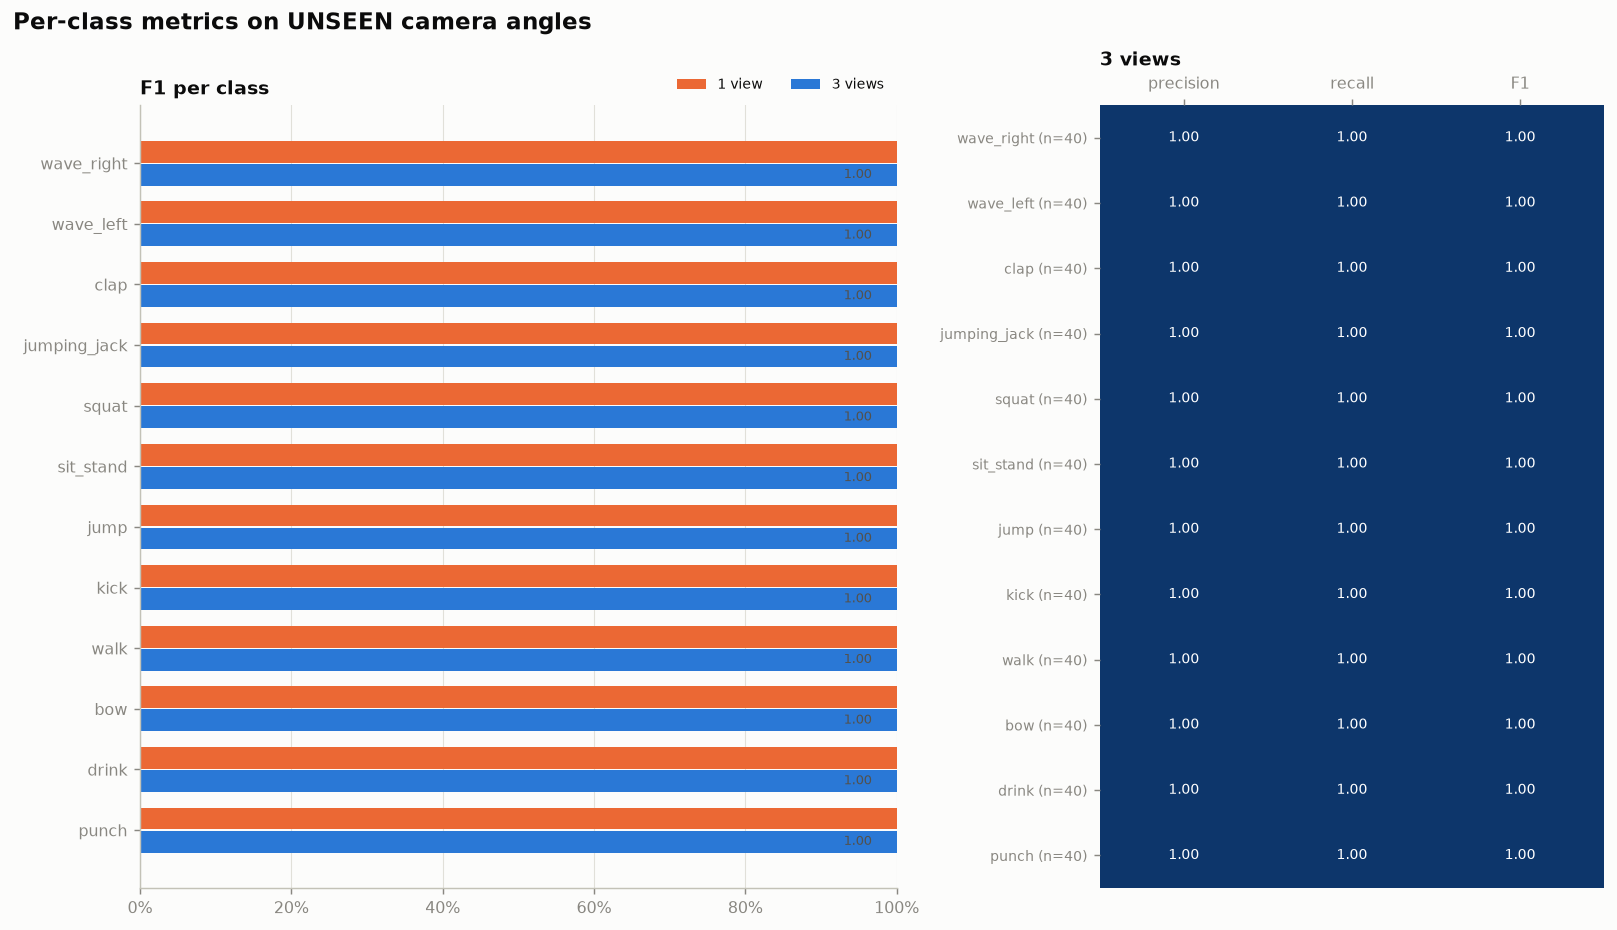 Per-class metrics on UNSEEN camera angles
F1 per class
1 view
3 views
wave_right
1.00
wave_left
1.00
clap
1.00
jumping_jack
1.00
squat
1.00
sit_stand
1.00
jump
1.00
kick
1.00
walk
1.00
bow
1.00
drink
1.00
punch
1.00
0% 20% 40% 60% 80% 100%
3 views
precision recall F1
wave_right (n=40) 1.00 1.00 1.00
wave_left (n=40) 1.00 1.00 1.00
clap (n=40) 1.00 1.00 1.00
jumping_jack (n=40) 1.00 1.00 1.00
squat (n=40) 1.00 1.00 1.00
sit_stand (n=40) 1.00 1.00 1.00
jump (n=40) 1.00 1.00 1.00
kick (n=40) 1.00 1.00 1.00
walk (n=40) 1.00 1.00 1.00
bow (n=40) 1.00 1.00 1.00
drink (n=40) 1.00 1.00 1.00
punch (n=40) 1.00 1.00 1.00